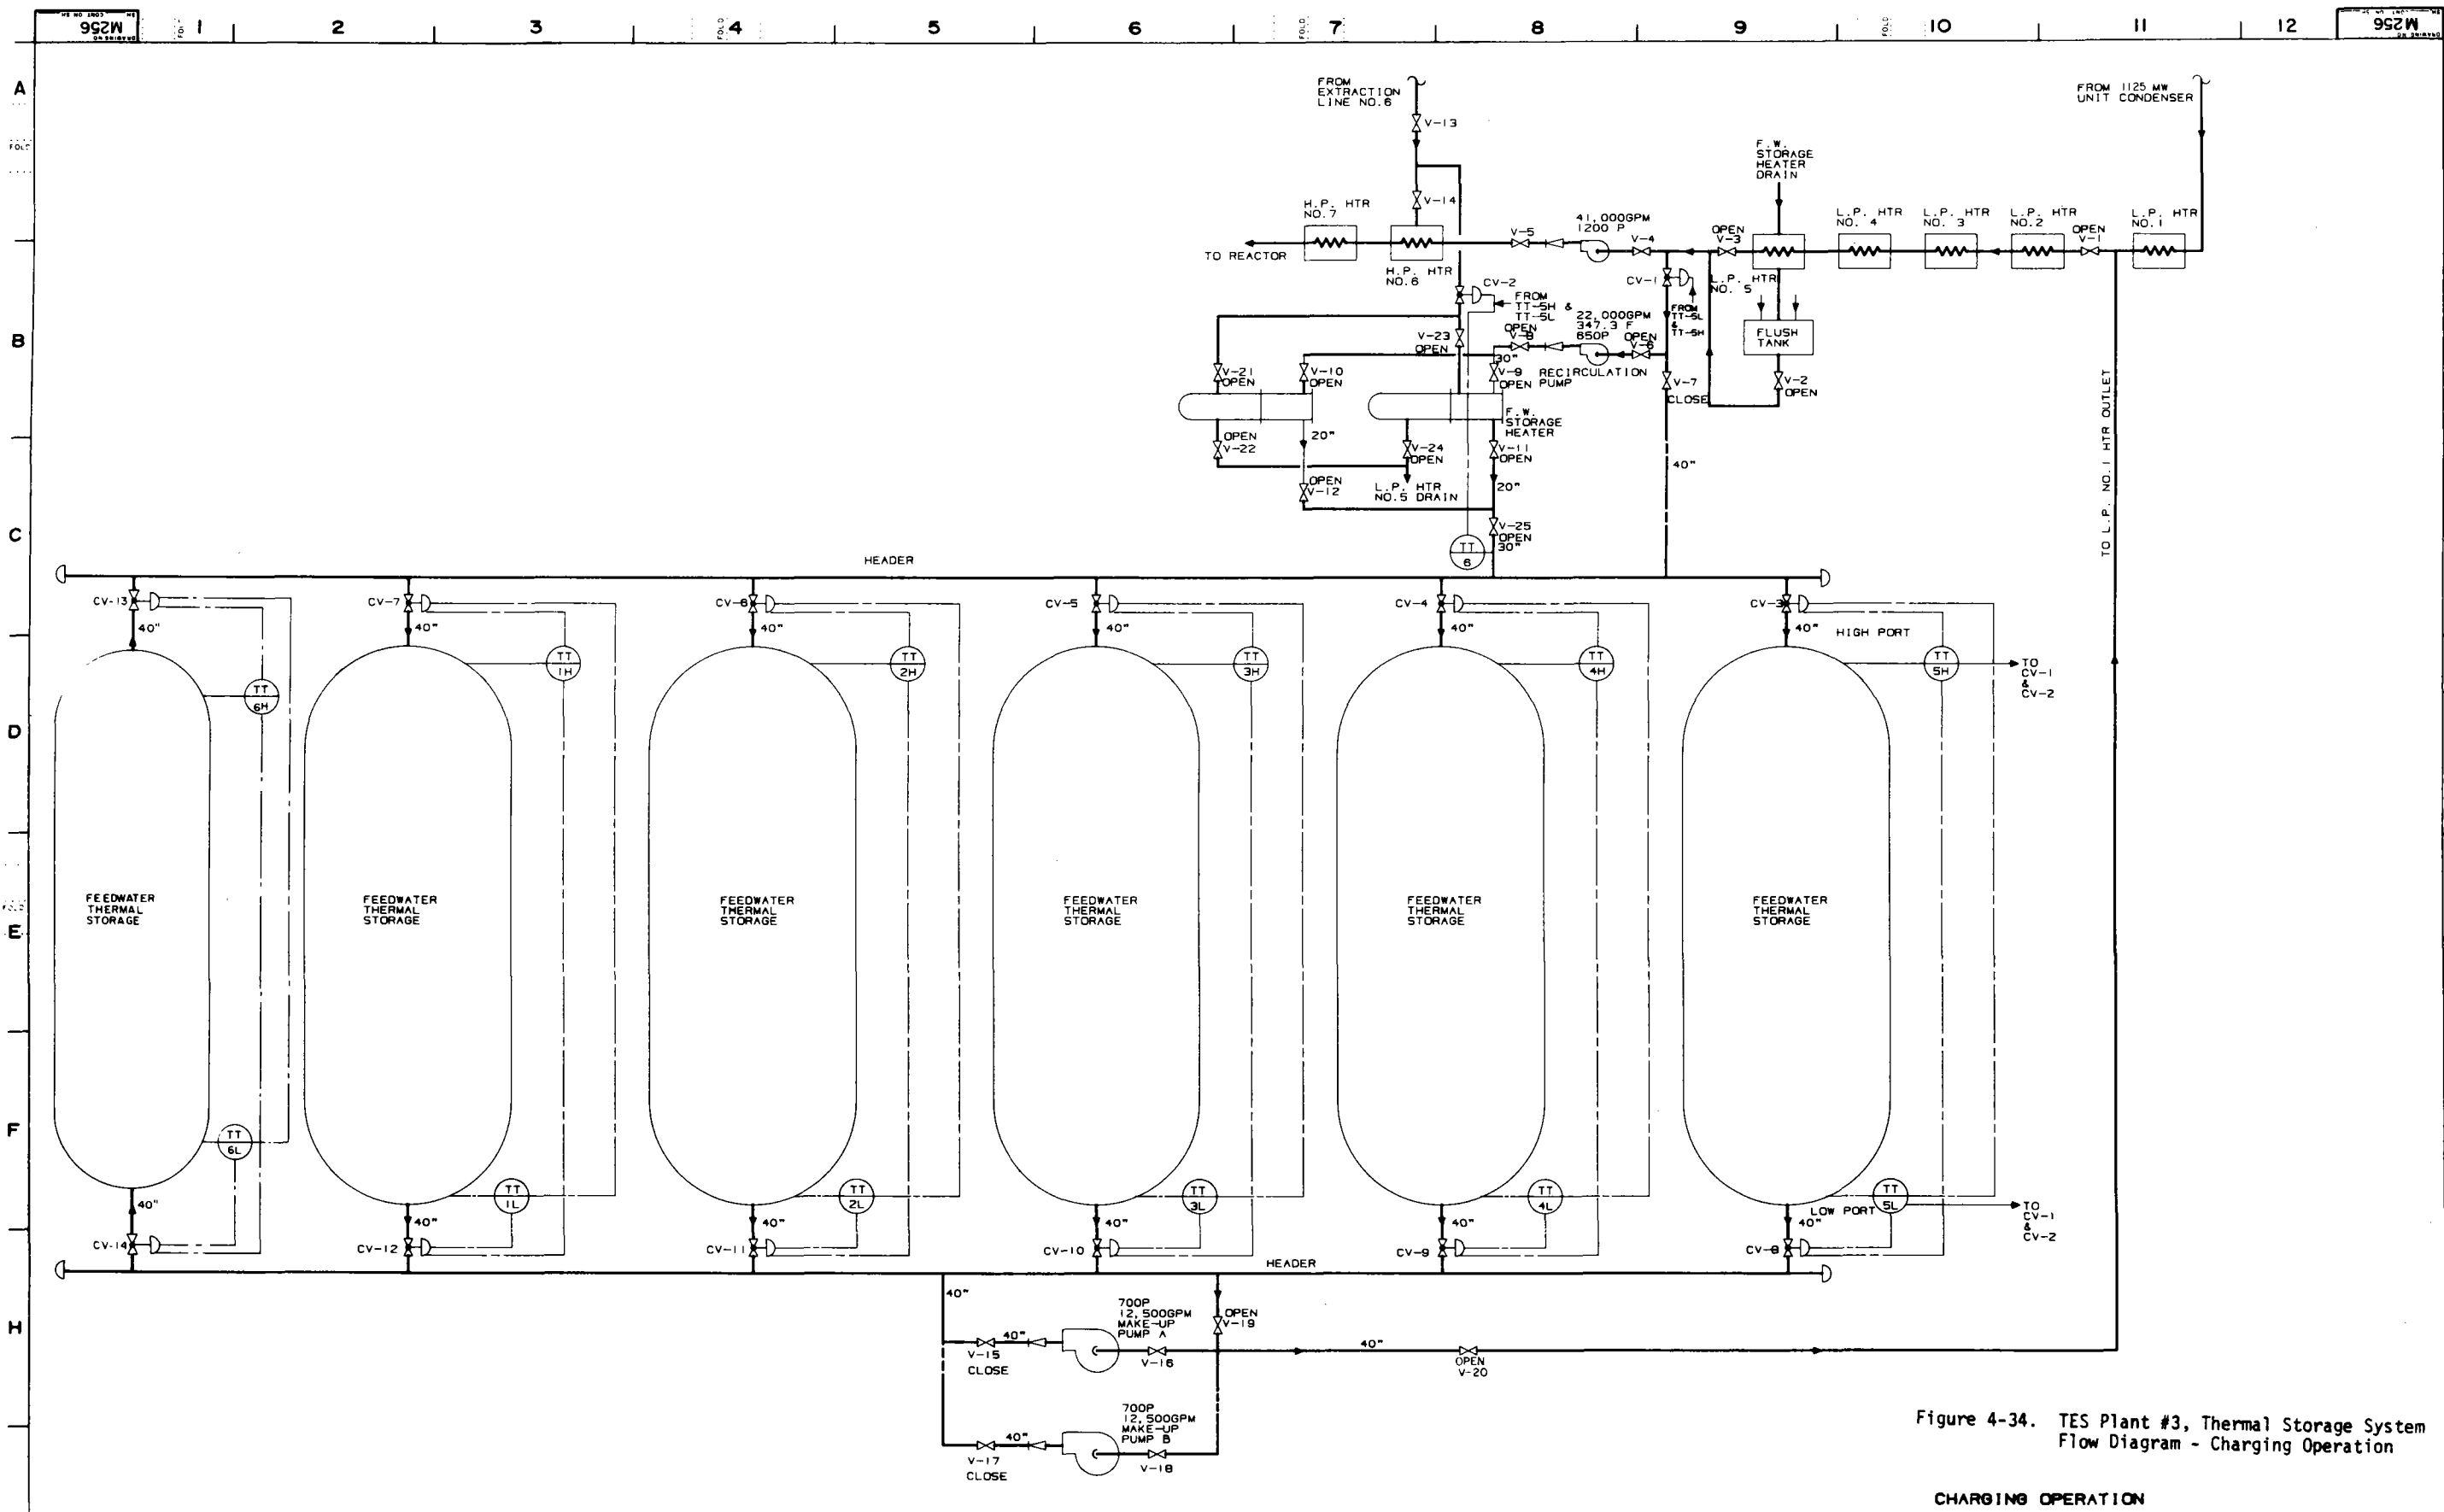 M256
1
2
4
5
6
7
8
9
10
11
12
M256
DRAWING NO
A
B
C
D
E
F
H
FOLD
FROM
EXTRACTION
LINE NO.6
V-13
V-14
FROM 1125 MW
UNIT CONDENSER
F.W.
STORAGE
HEATER
DRAIN
H.P. HTR
NO.7
TO REACTOR
H.P. HTR
NO.6
V-5
41,000GPM
1200 P
V-4
OPEN
V-3
L.P. HTR
NO. 5
L.P. HTR
NO. 4
L.P. HTR
NO. 3
L.P. HTR
NO.2
OPEN
V-1
L.P. HTR
NO.1
CV-1
FROM
TT-5L
&
TT-5H
CV-2
FROM
TT-5H &
TT-5L
OPEN
V-8
22,000GPM
347.3 F
850P
OPEN
V-6
V-23
OPEN
30"
RECIRCULATION
PUMP
V-7
CLOSE
FLUSH
TANK
V-2
OPEN
V-21
OPEN
V-10
OPEN
V-9
OPEN
F.W.
STORAGE
HEATER
OPEN
V-22
20"
V-24
OPEN
V-11
OPEN
OPEN
V-12
L.P. HTR
NO.5 DRAIN
20"
V-25
OPEN
30"
TT
6
40"
TO L.P. NO.1 HTR OUTLET
HEADER
CV-13
40"
CV-7
40"
CV-6
40"
CV-5
40"
CV-4
40"
CV-3
40"
HIGH PORT
TT
6H
TT
1H
TT
2H
TT
3H
TT
4H
TT
5H
TO
CV-1
&
CV-2
FEEDWATER
THERMAL
STORAGE
FEEDWATER
THERMAL
STORAGE
FEEDWATER
THERMAL
STORAGE
FEEDWATER
THERMAL
STORAGE
FEEDWATER
THERMAL
STORAGE
FEEDWATER
THERMAL
STORAGE
TT
6L
TT
1L
TT
2L
TT
3L
TT
4L
TT
5L
LOW PORT
TO
CV-1
&
CV-2
40"
CV-14
40"
CV-12
40"
CV-11
40"
CV-10
40"
CV-9
40"
CV-8
HEADER
40"
40"
V-15
CLOSE
700P
12,500GPM
MAKE-UP
PUMP A
V-16
OPEN
V-19
40"
OPEN
V-20
40"
V-17
CLOSE
700P
12,500GPM
MAKE-UP
PUMP B
V-18
Figure 4-34. TES Plant #3, Thermal Storage System
Flow Diagram - Charging Operation
CHARGING OPERATION
3